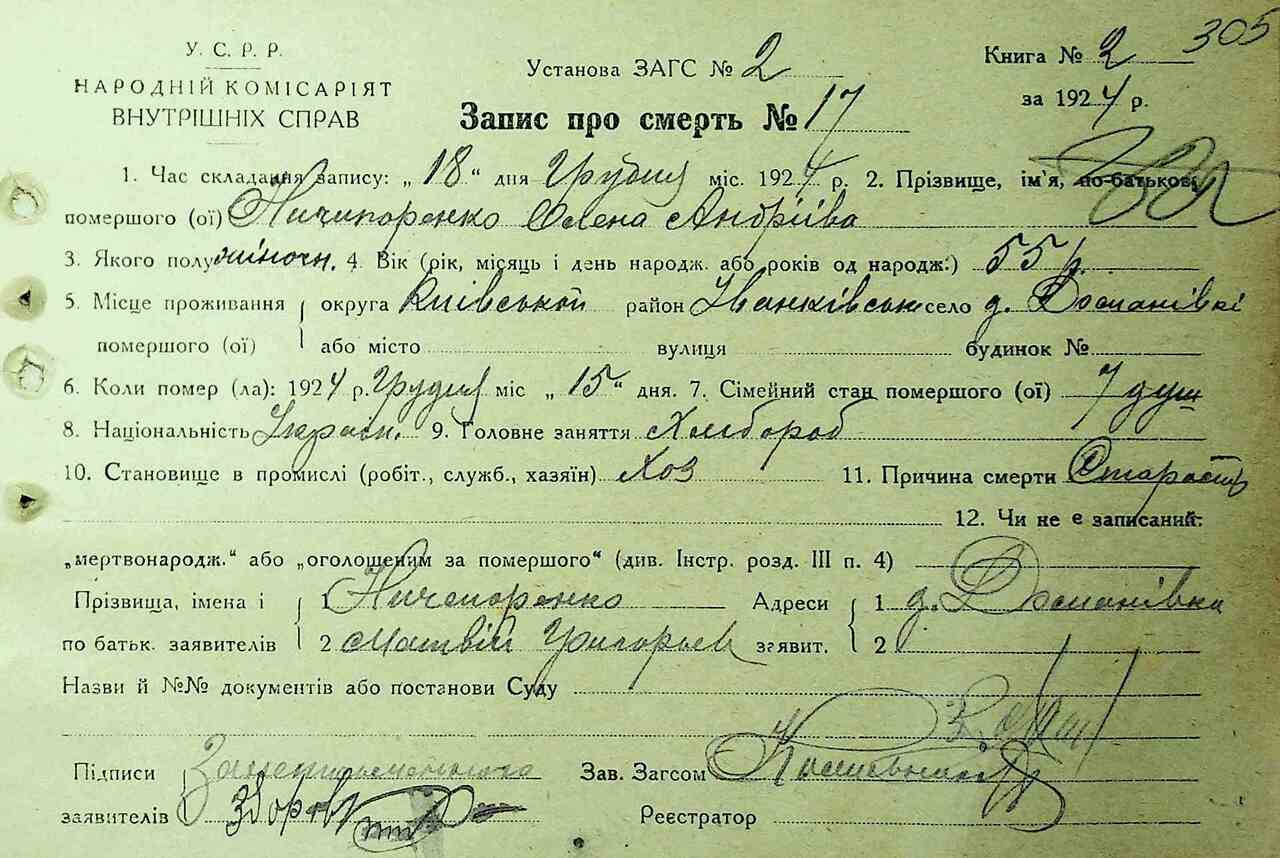 305
У. С. Р. Р.
НАРОДНІЙ КОМІСАРІЯТ
ВНУТРІШНІХ СПРАВ
Установа ЗАГС № 2
Книга № 2
за 1924 р.
Запис про смерть № 17
1. Час складання запису: „18“ дня Грудня міс. 1924 р. 2. Прізвище, ім'я, по-батькові
помершого (ої) Ничипоренко Олена Андріїва
3. Якого полу жіночн. 4. Вік (рік, місяць і день народж. або років од народж.) 55 р.
5. Місце проживання округа Київської район Іванківськ село д.
помершого (ої) або місто вулиця будинок №
6. Коли помер (ла): 1924 р. Грудня міс „15“ дня. 7. Сімейний стан помершого (ої) 7 душ
8. Національність Україн. 9. Головне заняття Хлібороб
10. Становище в промислі (робіт., служб., хазяїн) Хоз 11. Причина смерти Старость
12. Чи не є записаний:
„мертвонародж.“ або „оголошеним за помершого“ (див. Інстр. розд. III п. 4)
Прізвища, імена і 1 Ничепоренко Адреси 1 д.
по батьк. заявителів 2 Матвій Григорьев заявит. 2
Назви й №№ документів або постанови Суду
Підписи Зав. Загсом
заявителів Реєстратор